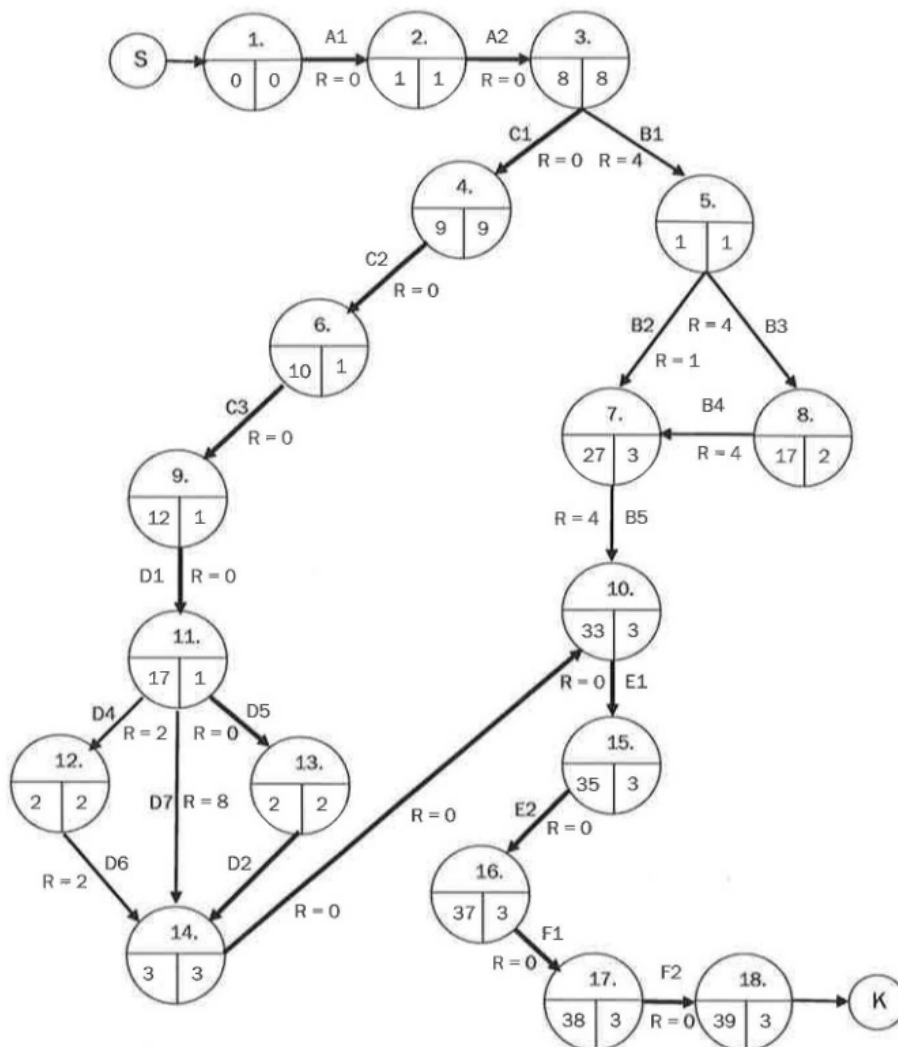 S
1.
0 0
A1
R = 0
2.
1 1
A2
R = 0
3.
8 8
C1
R = 0
B1
R = 4
4.
9 9
5.
1 1
C2
R = 0
6.
10 1
B2
R = 1
R = 4
B3
C3
R = 0
7.
27 3
B4
R = 4
8.
17 2
9.
12 1
R = 4
B5
D1
R = 0
10.
33 3
11.
17 1
R = 0
E1
D4
R = 2
D5
R = 0
12.
2 2
D7
R = 8
13.
2 2
15.
35 3
R = 0
E2
R = 0
D6
R = 2
D2
16.
37 3
R = 0
14.
3 3
F1
R = 0
17.
38 3
F2
R = 0
18.
39 3
K